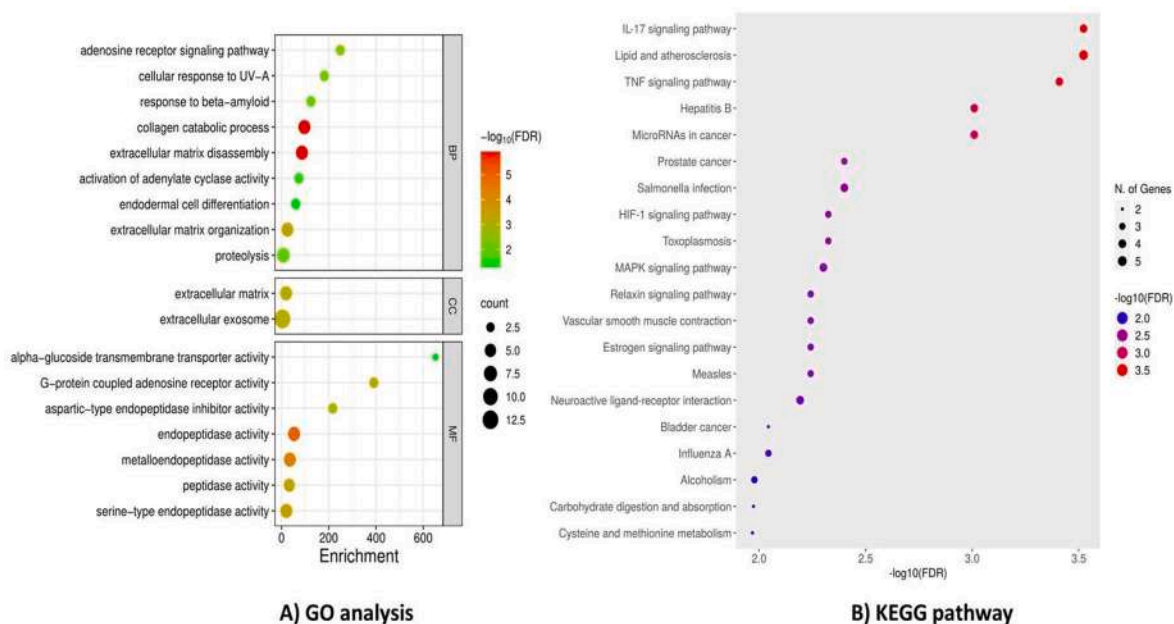 adenosine receptor signaling pathway
cellular response to UV−A
response to beta−amyloid
collagen catabolic process
extracellular matrix disassembly
activation of adenylate cyclase activity
endodermal cell differentiation
extracellular matrix organization
proteolysis
BP
extracellular matrix
extracellular exosome
CC
alpha−glucoside transmembrane transporter activity
G−protein coupled adenosine receptor activity
aspartic−type endopeptidase inhibitor activity
endopeptidase activity
metalloendopeptidase activity
peptidase activity
serine−type endopeptidase activity
MF
0 200 400 600
Enrichment
−log10(FDR)
5
4
3
2
count
2.5
5.0
7.5
10.0
12.5
A) GO analysis
IL-17 signaling pathway
Lipid and atherosclerosis
TNF signaling pathway
Hepatitis B
MicroRNAs in cancer
Prostate cancer
Salmonella infection
HIF-1 signaling pathway
Toxoplasmosis
MAPK signaling pathway
Relaxin signaling pathway
Vascular smooth muscle contraction
Estrogen signaling pathway
Measles
Neuroactive ligand-receptor interaction
Bladder cancer
Influenza A
Alcoholism
Carbohydrate digestion and absorption
Cysteine and methionine metabolism
2.0 2.5 3.0 3.5
-log10(FDR)
N. of Genes
2
3
4
5
-log10(FDR)
2.0
2.5
3.0
3.5
B) KEGG pathway